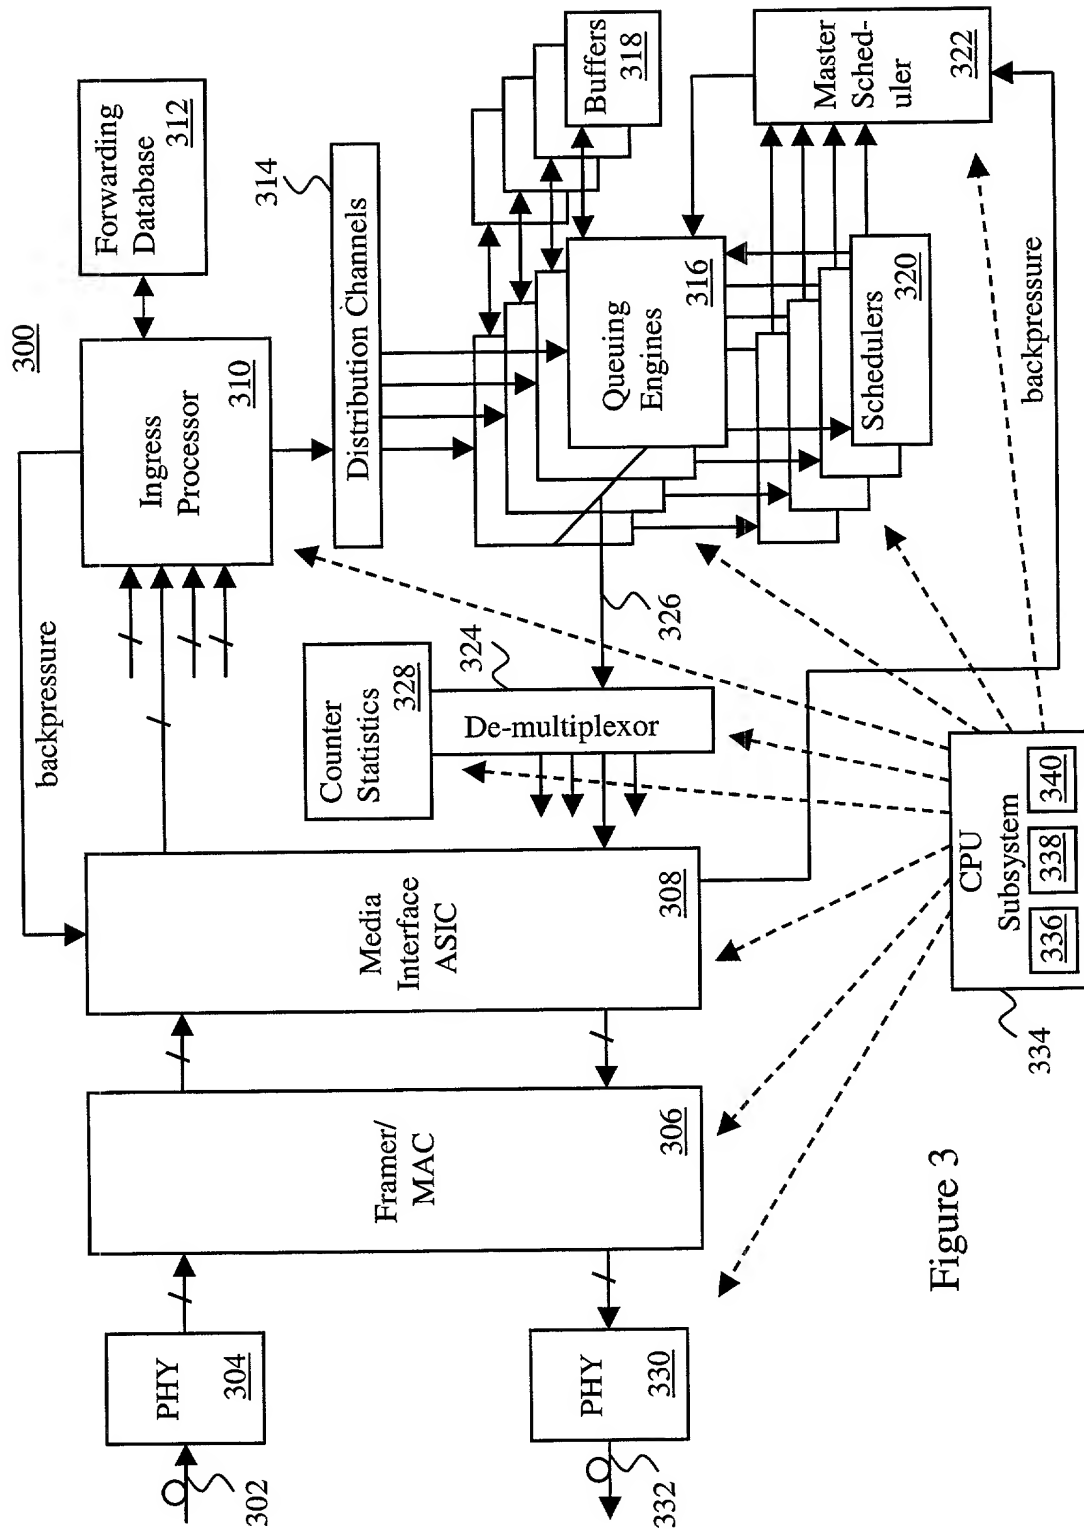 300
backpressure
PHY
304
302
Framer/
MAC
306
Media
Interface
ASIC
308
Ingress
Processor
310
Forwarding
Database
312
Distribution Channels
314
Counter
Statistics
328
De-multiplexor
324
326
Queuing
Engines
316
Buffers
318
Schedulers
320
Master
Sched-
uler
322
PHY
330
332
backpressure
CPU
Subsystem
336
338
340
334
Figure 3